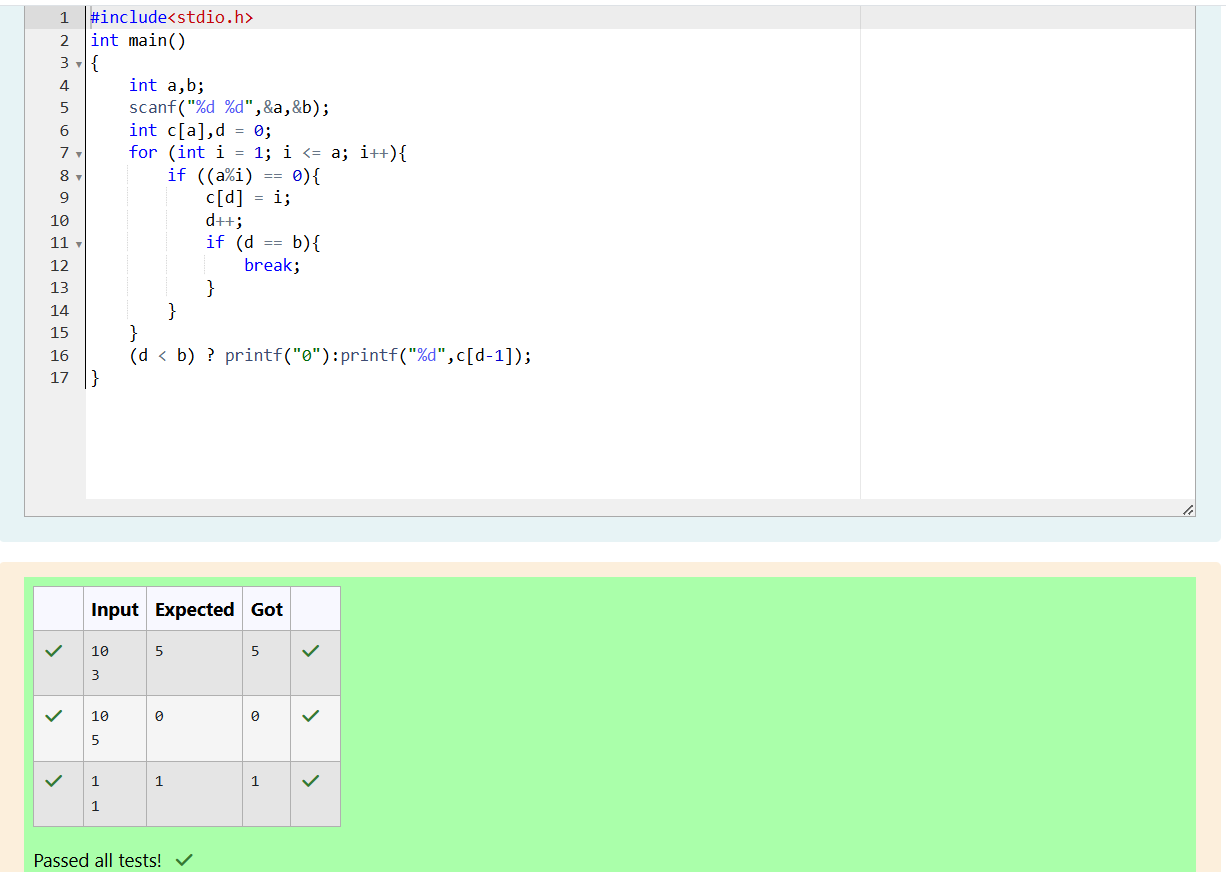 1 #include<stdio.h>
2 int main()
3 {
4     int a,b;
5     scanf("%d %d",&a,&b);
6     int c[a],d = 0;
7     for (int i = 1; i <= a; i++){
8         if ((a%i) == 0){
9             c[d] = i;
10             d++;
11             if (d == b){
12                 break;
13             }
14         }
15     }
16     (d < b) ? printf("0"):printf("%d",c[d-1]);
17 }
Input Expected Got
10 5 5
3
10 0 0
5
1 1 1
1
Passed all tests!